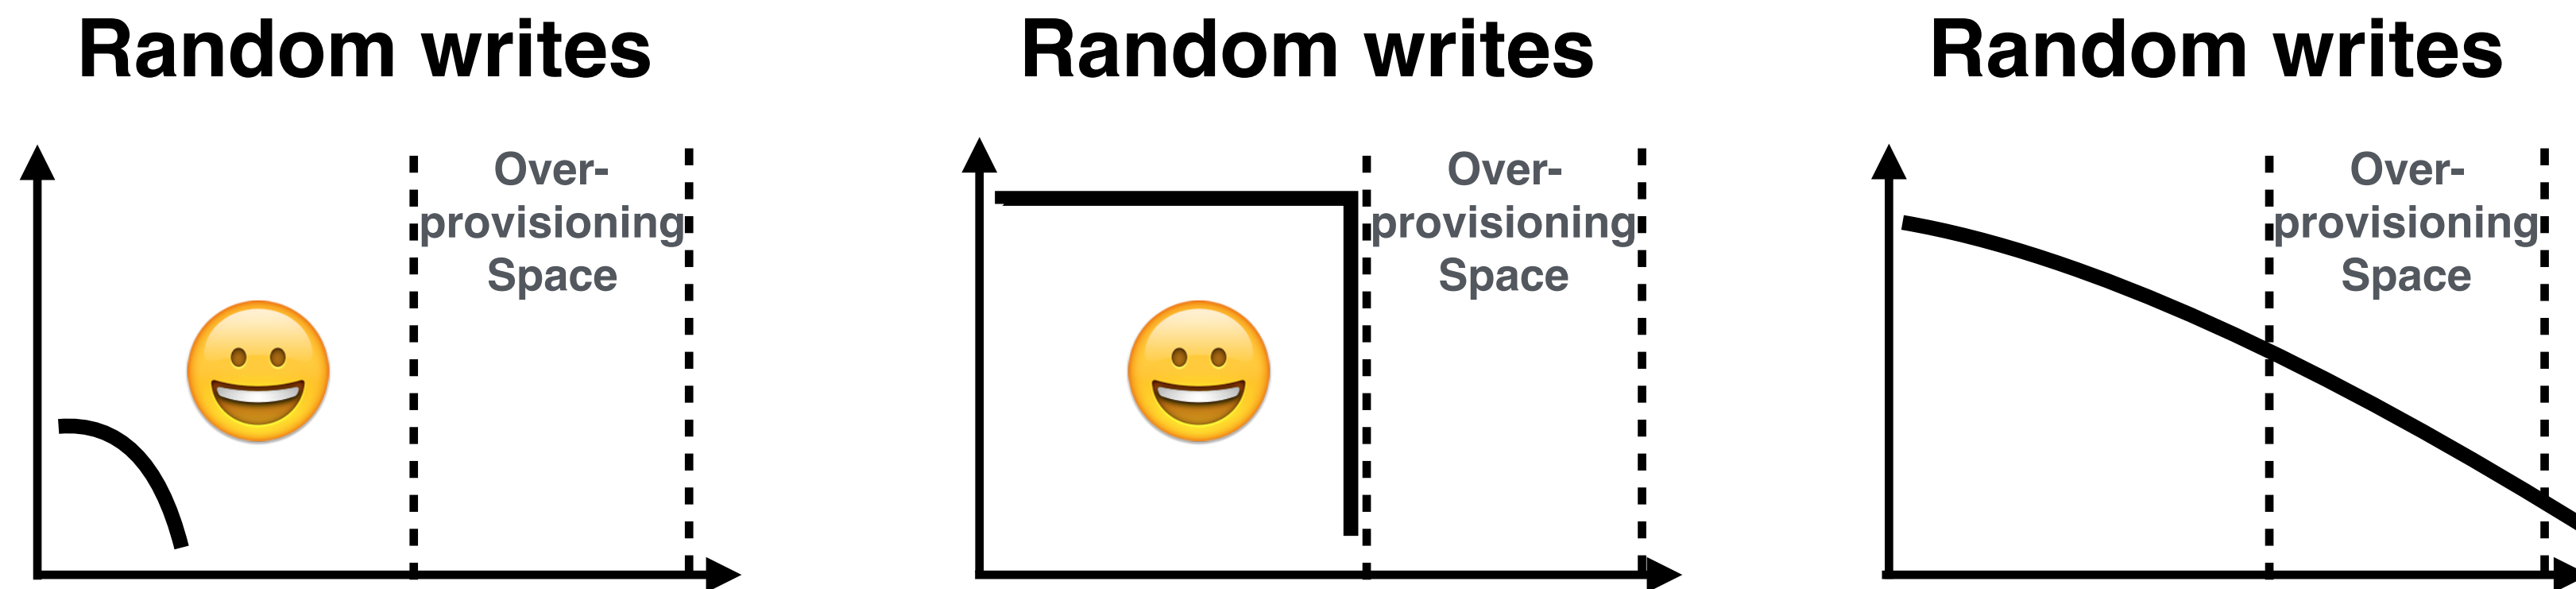 Random writes
Over-
provisioning
Space
Random writes
Over-
provisioning
Space
Random writes
Over-
provisioning
Space